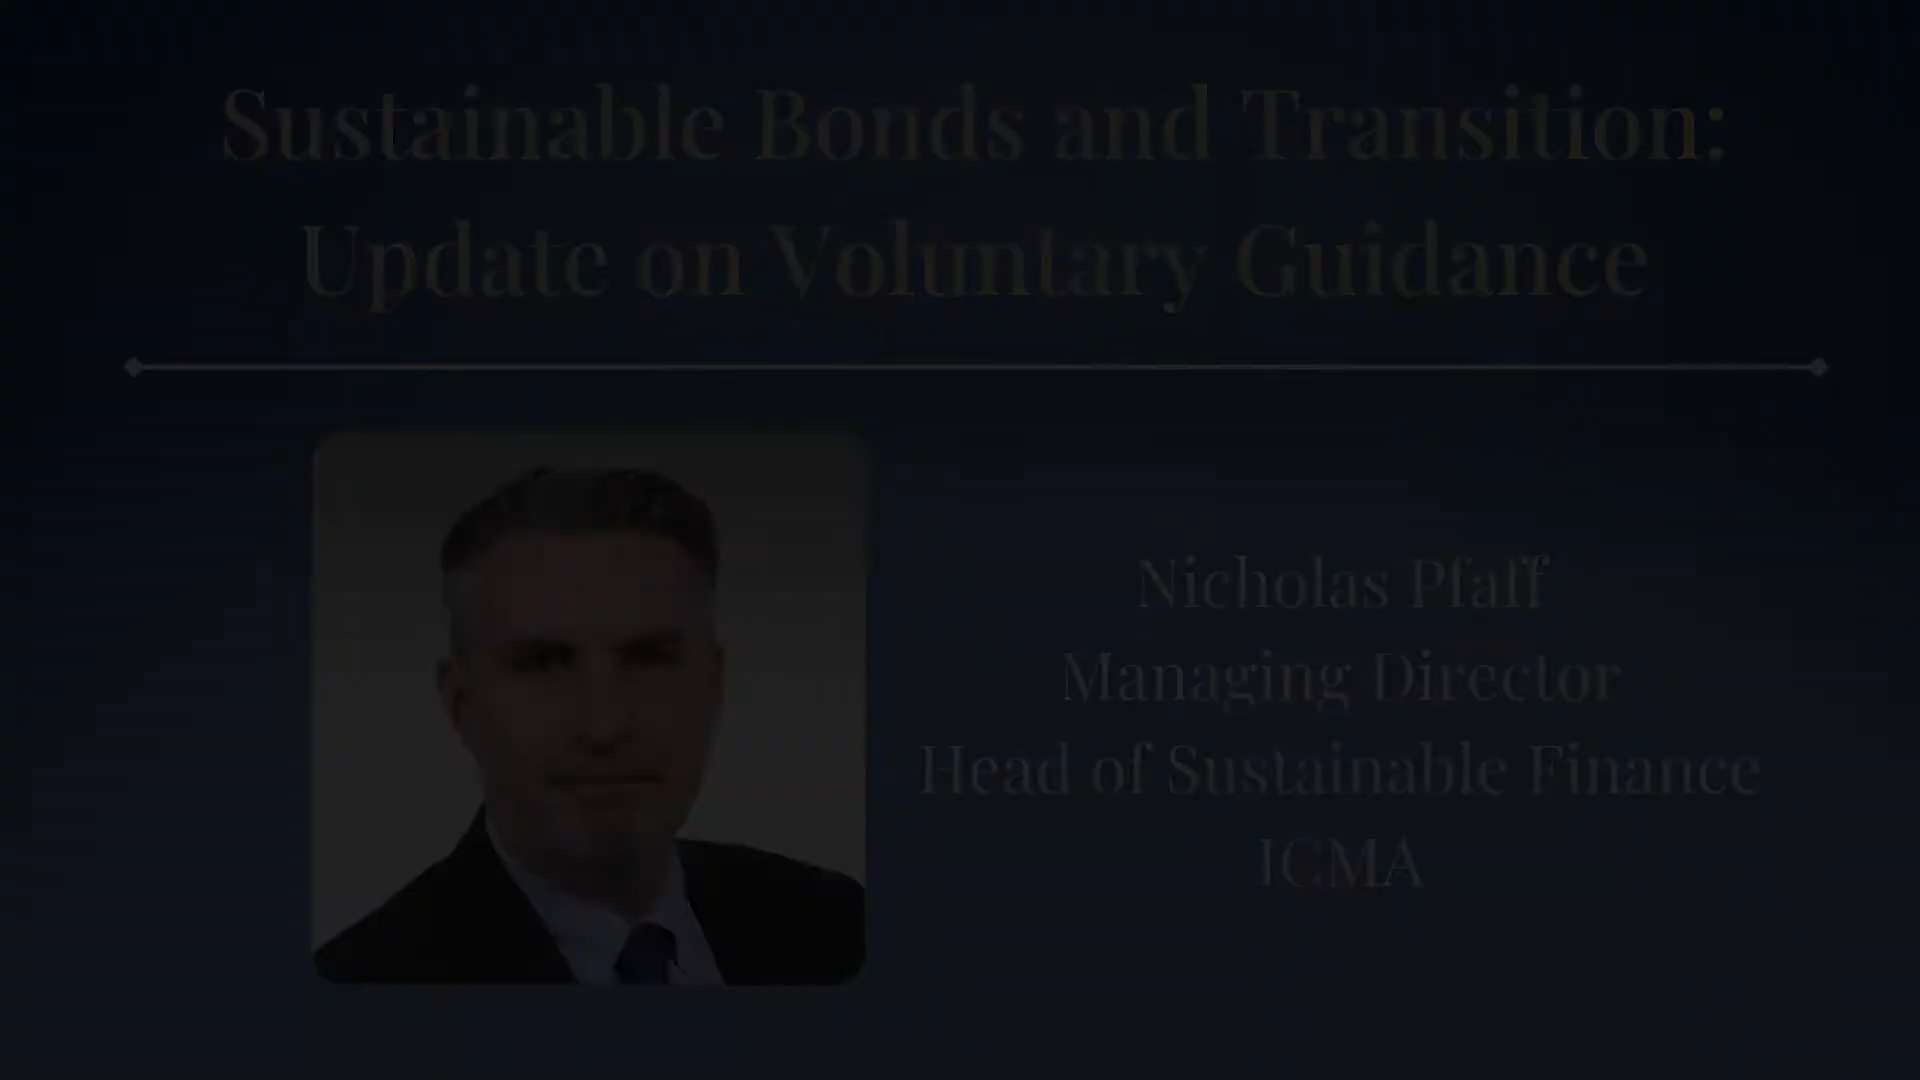 Sustainable Bonds and Transition:
Update on Voluntary Guidance
Nicholas Pfaff
Managing Director
Head of Sustainable Finance
ICMA